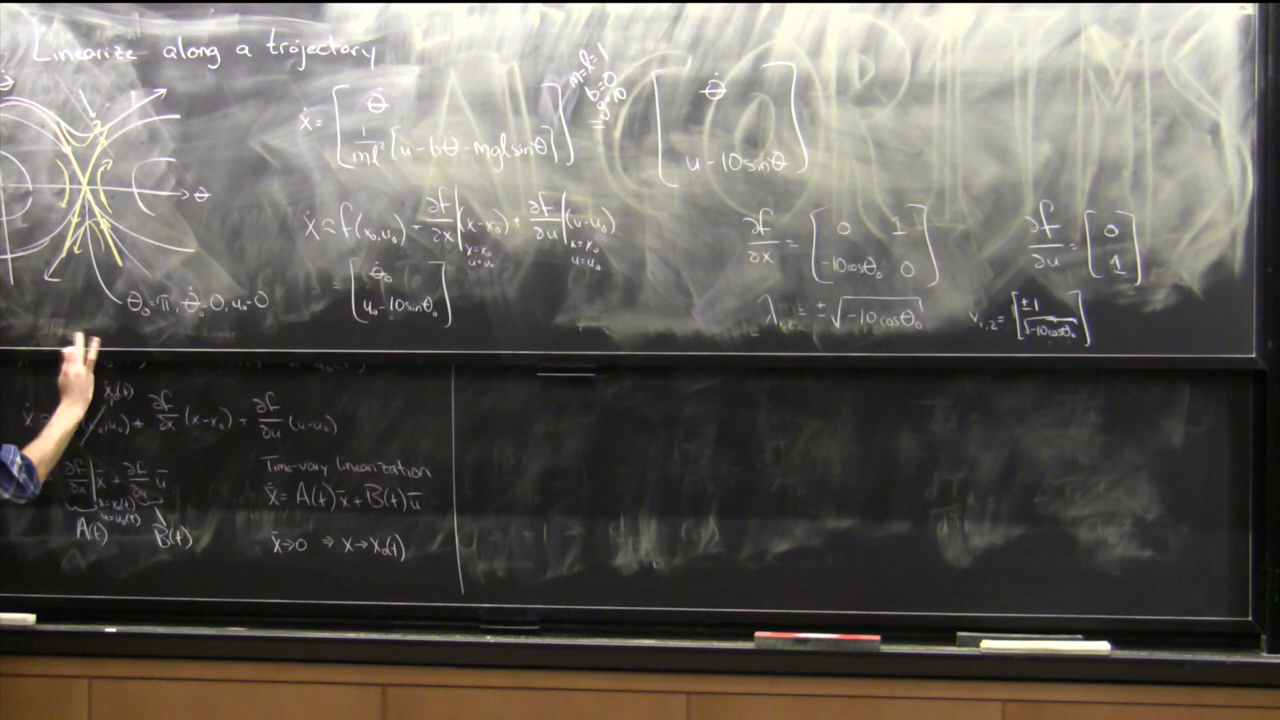 Linearize along a trajectory
θ̇
θ
θ₀=π, θ̇₀=0, u₀=0
ẋ = [ θ̇ ; 1/ml² [u - bθ̇ - mgl sinθ] ]
m=l=1
b=0
g=10
[ θ̇ ; u - 10 sinθ ]
ẋ ≈ f(x₀,u₀) + ∂f/∂x |x=x₀ u=u₀ (x-x₀) + ∂f/∂u |x=x₀ u=u₀ (u-u₀)
= [ θ̇₀ ; u₀ - 10 sinθ₀ ]
∂f/∂x = [ 0 1 ; -10cosθ₀ 0 ]
∂f/∂u = [ 0 ; 1 ]
λ₁,₂ = ±√(-10cosθ₀)
v₁,₂ = [ ±1 ; √(-10cosθ₀) ]
ẋ₀(t)
ẋ ≈ (x₀,u₀) + ∂f/∂x (x-x₀) + ∂f/∂u (u-u₀)
∂f/∂x |x=x₀(t) u=u₀(t) x̄ + ∂f/∂u ū
A(t) B(t)
Time-vary linearization
ẋ̄ = A(t)x̄ + B(t)ū
x̄→0 ⇒ x→x₀(t)